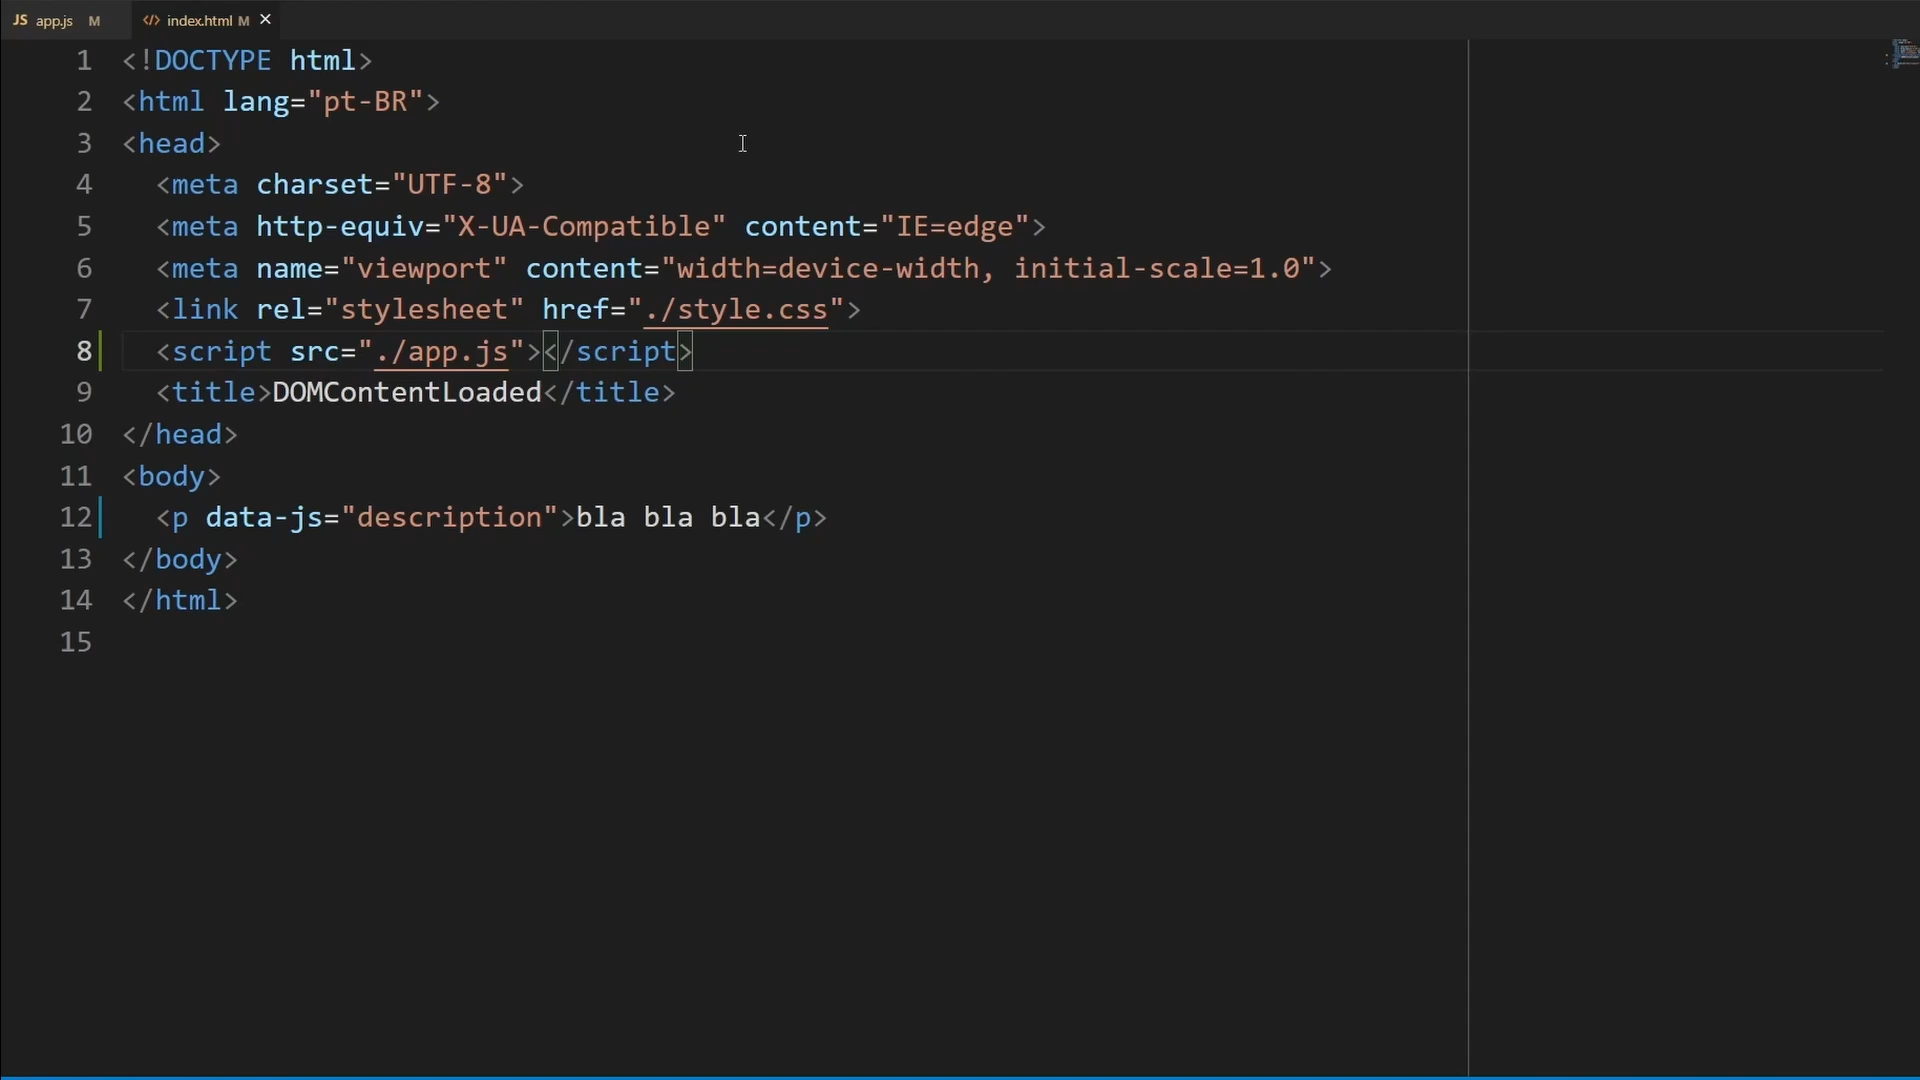 JS app.js M </> index.html M ×
1 <!DOCTYPE html>
2 <html lang="pt-BR">
3 <head>
4   <meta charset="UTF-8">
5   <meta http-equiv="X-UA-Compatible" content="IE=edge">
6   <meta name="viewport" content="width=device-width, initial-scale=1.0">
7   <link rel="stylesheet" href="./style.css">
8   <script src="./app.js"></script>
9   <title>DOMContentLoaded</title>
10 </head>
11 <body>
12   <p data-js="description">bla bla bla</p>
13 </body>
14 </html>
15